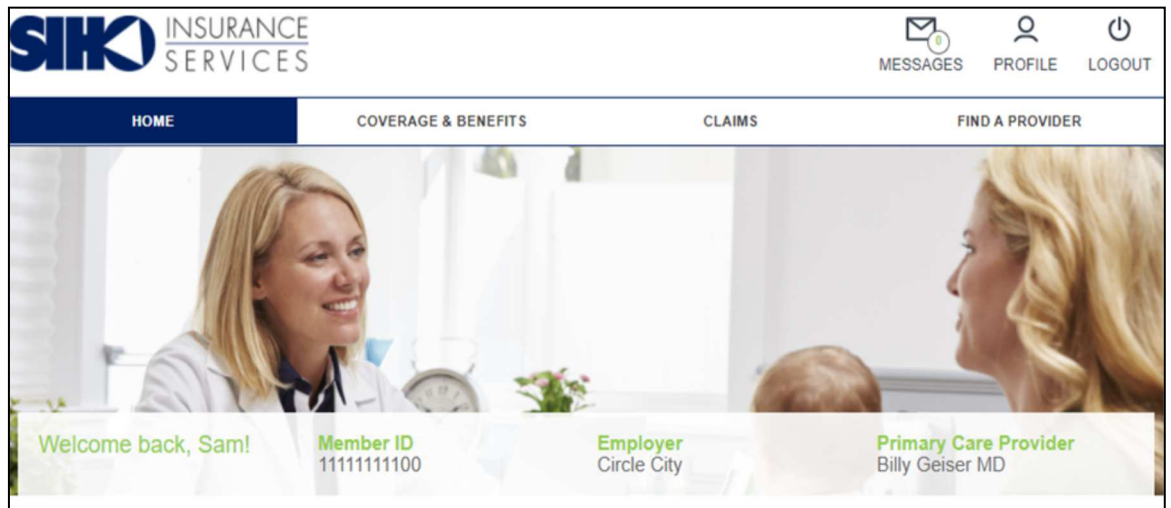 SIHO INSURANCE
SERVICES
0
MESSAGES PROFILE LOGOUT
HOME COVERAGE & BENEFITS CLAIMS FIND A PROVIDER
Welcome back, Sam! Member ID Employer Primary Care Provider
11111111100 Circle City Billy Geiser MD